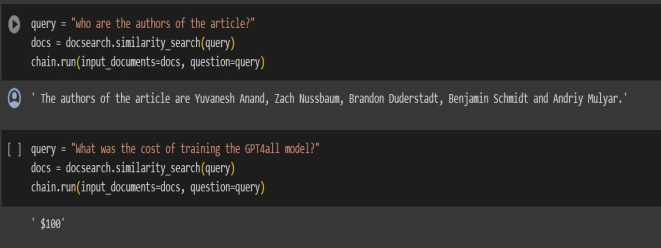 query = "who are the authors of the article?"
docs = docsearch.similarity_search(query)
chain.run(input_documents=docs, question=query)
' The authors of the article are Yuvanesh Anand, Zach Nussbaum, Brandon Duderstadt, Benjamin Schmidt and Andriy Mulyar.'
[ ] query = "What was the cost of training the GPT4all model?"
docs = docsearch.similarity_search(query)
chain.run(input_documents=docs, question=query)
' $100'